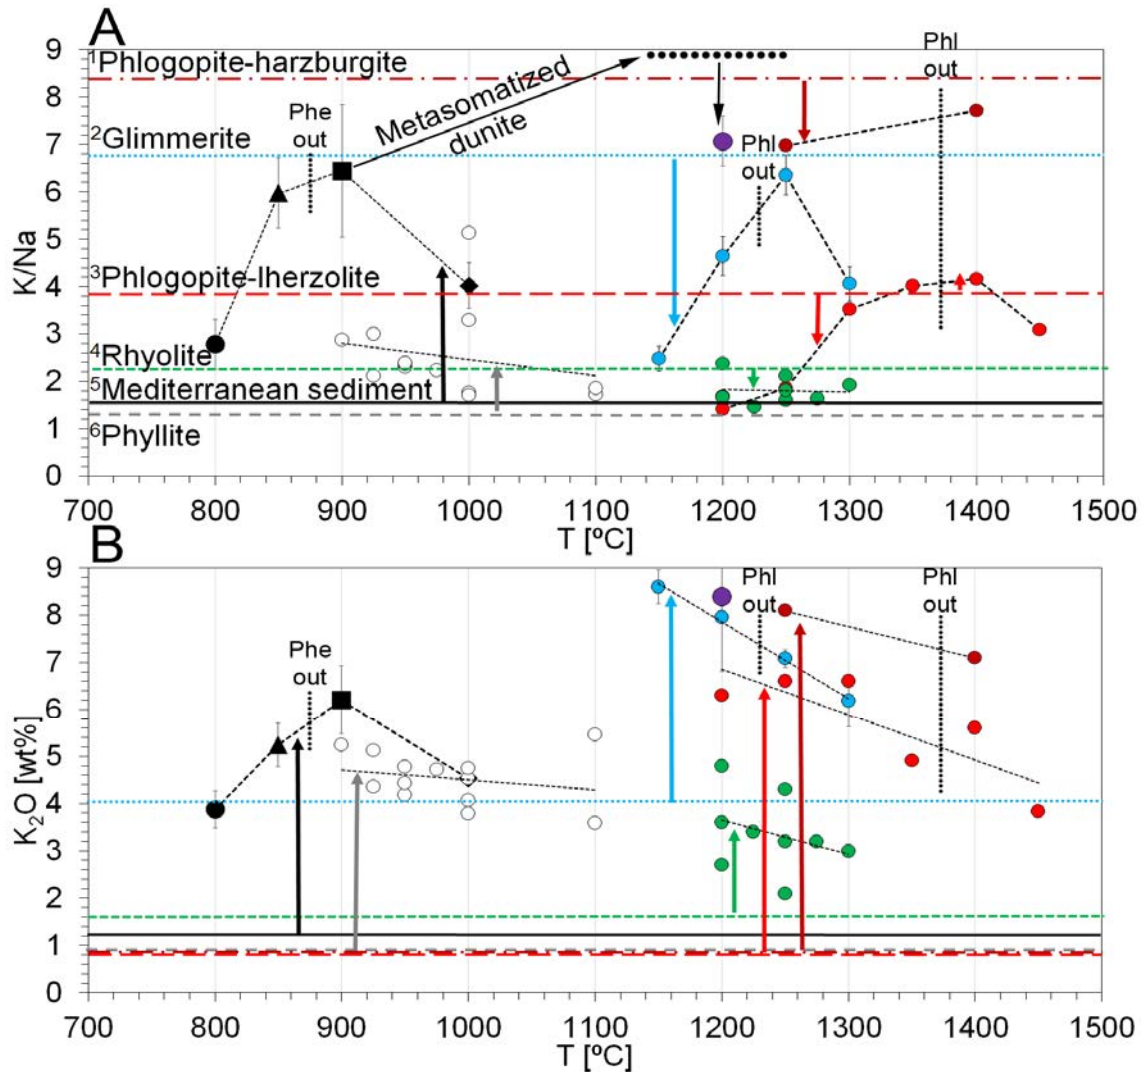 A
9
8
7
6
5
4
3
2
1
0
K/Na
¹Phlogopite-harzburgite
²Glimmerite
³Phlogopite-lherzolite
⁴Rhyolite
⁵Mediterranean sediment
⁶Phyllite
Phe
out
Metasomatized
dunite
Phl
out
Phl
out
700 800 900 1000 1100 1200 1300 1400 1500
T [ºC]
B
9
8
7
6
5
4
3
2
1
0
K₂O [wt%]
Phe
out
Phl
out
Phl
out
700 800 900 1000 1100 1200 1300 1400 1500
T [ºC]